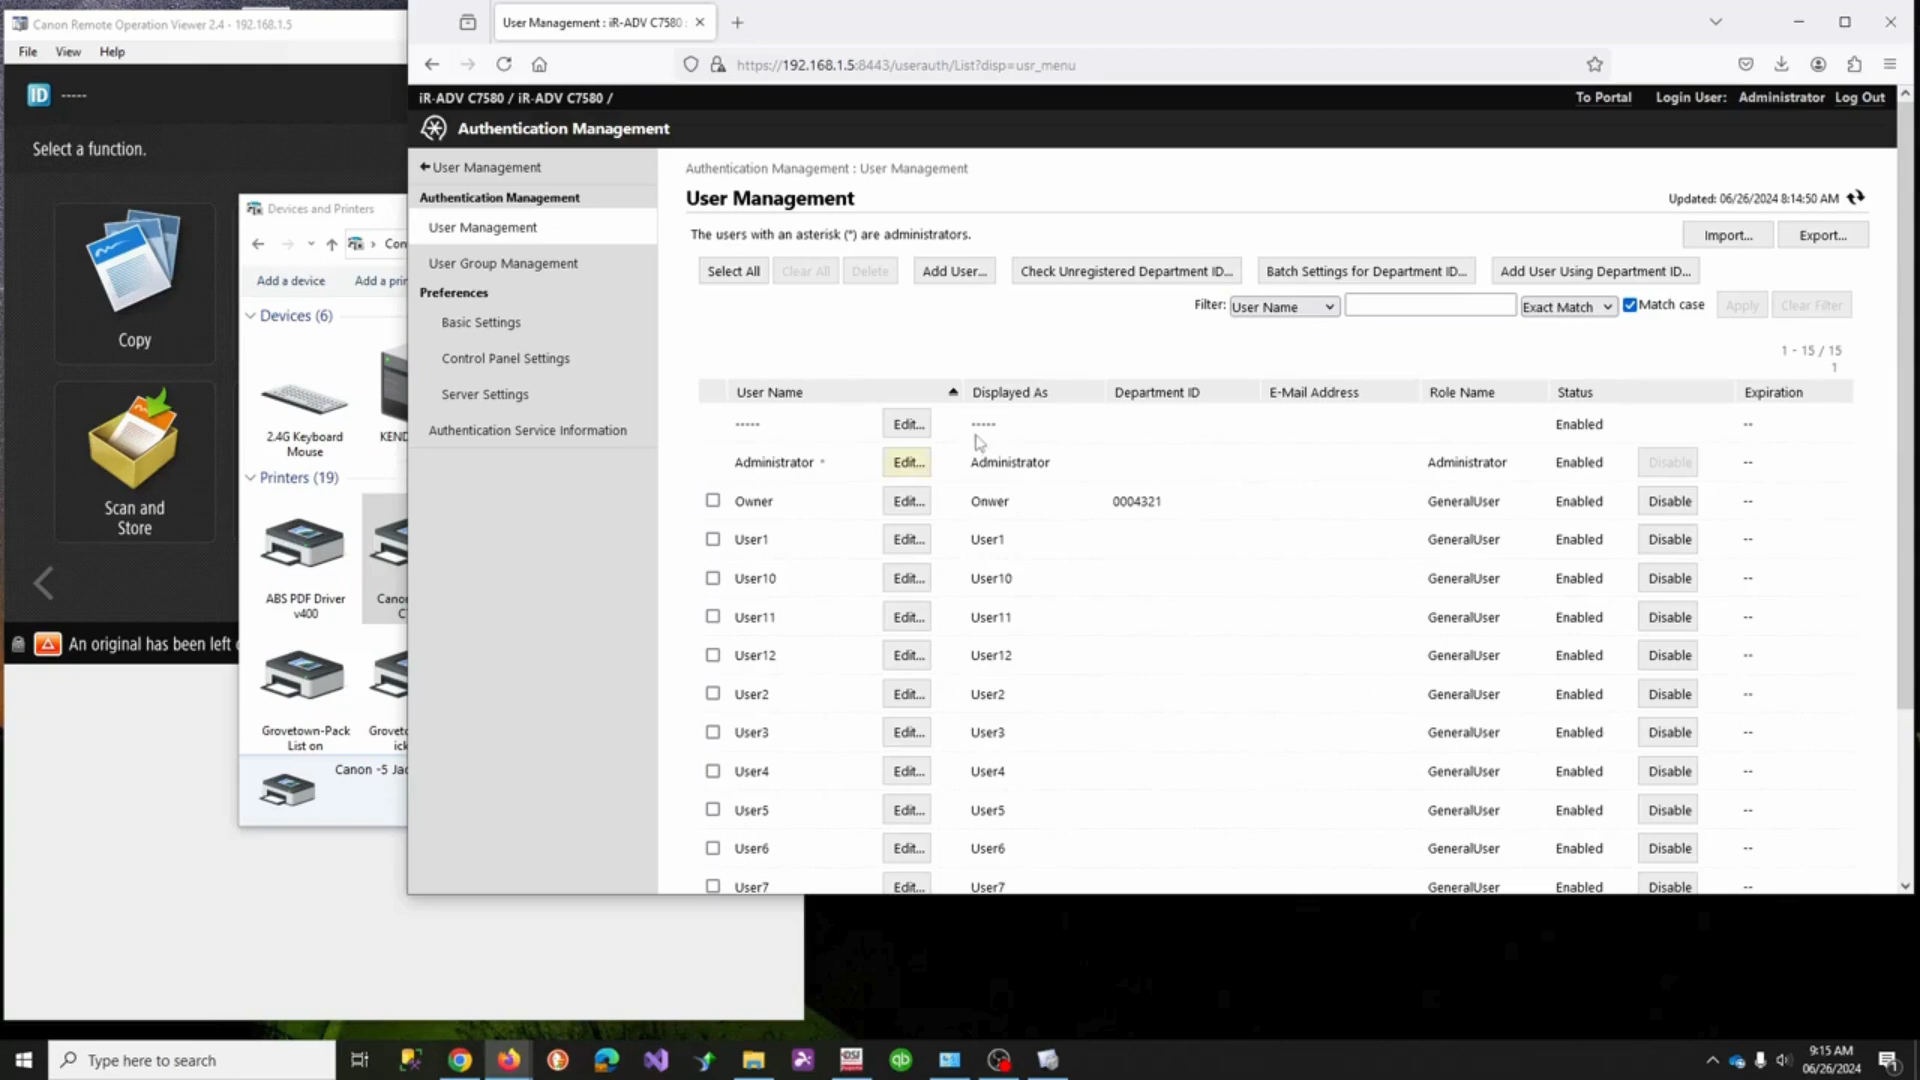 Canon Remote Operation Viewer 2.4 - 192.168.1.5
File View Help
ID -----
Select a function.
Copy
Scan and
Store
An original has been left
Devices and Printers
Add a device
Devices (6)
2.4G Keyboard
Mouse
Printers (19)
ABS PDF Driver
v400
Grovetown-Pack
List on
User Management : iR-ADV C7580 :
https://192.168.1.5:8443/userauth/List?disp=usr_menu
iR-ADV C7580 / iR-ADV C7580 /
To Portal Login User: Administrator Log Out
Authentication Management
User Management
Authentication Management
User Management
User Group Management
Preferences
Basic Settings
Control Panel Settings
Server Settings
Authentication Service Information
Authentication Management : User Management
User Management
Updated: 06/26/2024 8:14:50 AM
The users with an asterisk (*) are administrators.
Import... Export...
Select All Clear All Delete Add User... Check Unregistered Department ID... Batch Settings for Department ID... Add User Using Department ID...
Filter: User Name Exact Match Match case Apply Clear Filter
1 - 15 / 15
1
User Name Displayed As Department ID E-Mail Address Role Name Status Expiration
----- Edit... ----- Enabled --
Administrator * Edit... Administrator Administrator Enabled Disable --
Owner Edit... Onwer 0004321 GeneralUser Enabled Disable --
User1 Edit... User1 GeneralUser Enabled Disable --
User10 Edit... User10 GeneralUser Enabled Disable --
User11 Edit... User11 GeneralUser Enabled Disable --
User12 Edit... User12 GeneralUser Enabled Disable --
User2 Edit... User2 GeneralUser Enabled Disable --
User3 Edit... User3 GeneralUser Enabled Disable --
User4 Edit... User4 GeneralUser Enabled Disable --
User5 Edit... User5 GeneralUser Enabled Disable --
User6 Edit... User6 GeneralUser Enabled Disable --
User7 Edit... User7 GeneralUser Enabled Disable --
Type here to search
9:15 AM
06/26/2024